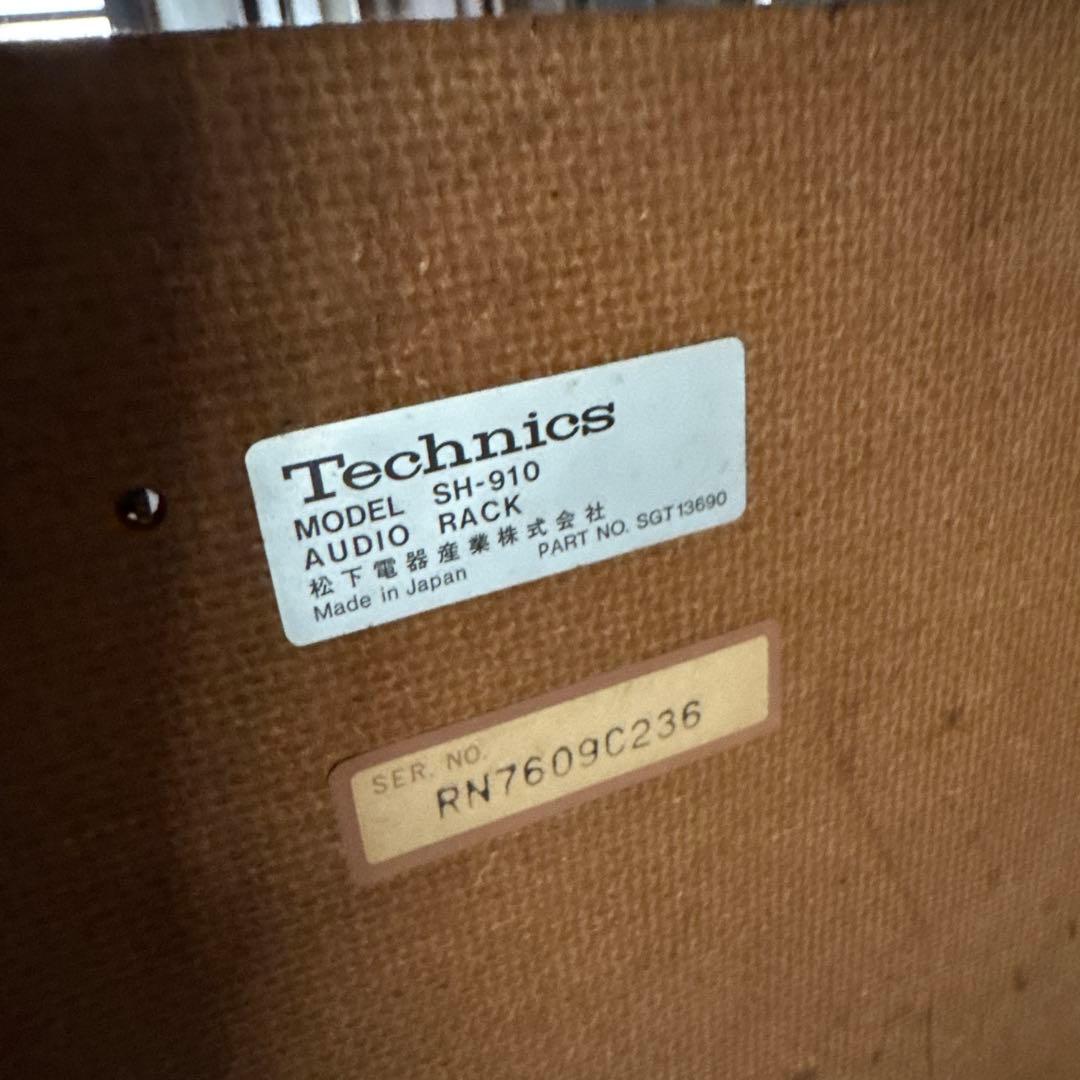 Technics
MODEL SH-910
AUDIO RACK
松下電器産業株式会社
Made in Japan PART NO. SGT13690
SER. NO.
RN7609C236